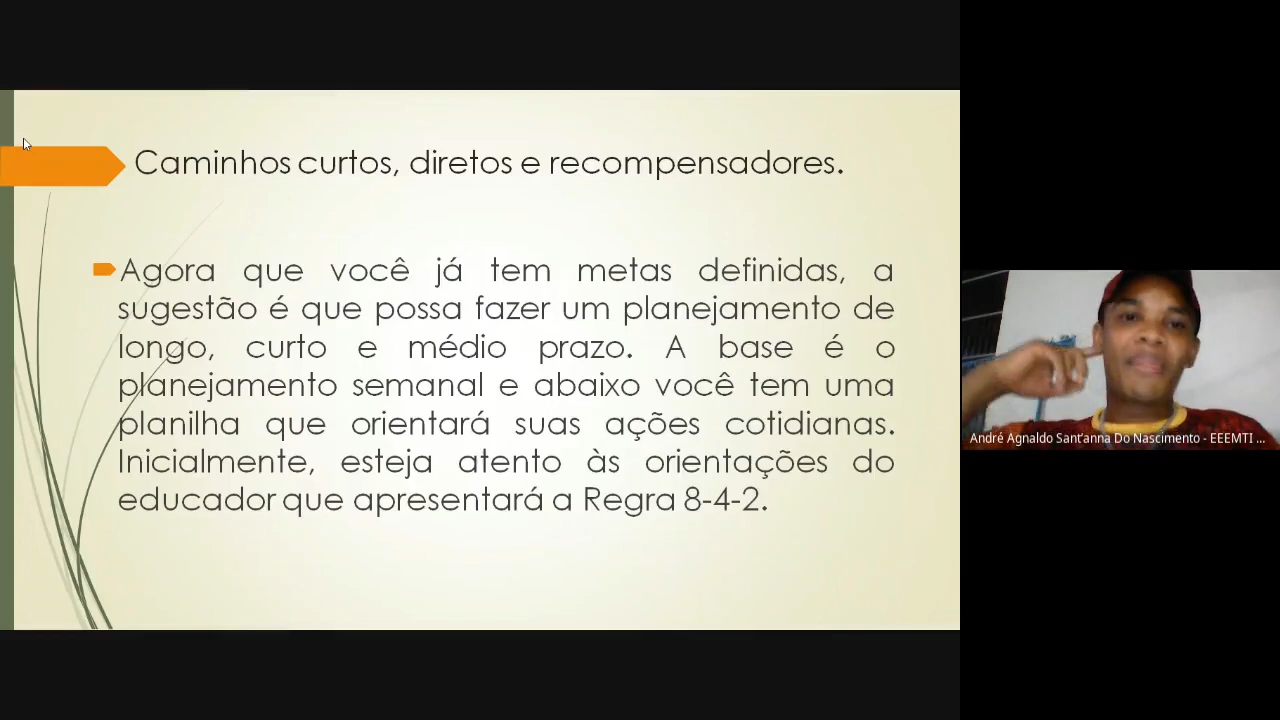 Caminhos curtos, diretos e recompensadores.
Agora que você já tem metas definidas, a
sugestão é que possa fazer um planejamento de
longo, curto e médio prazo. A base é o
planejamento semanal e abaixo você tem uma
planilha que orientará suas ações cotidianas.
Inicialmente, esteja atento às orientações do
educador que apresentará a Regra 8-4-2.
André Agnaldo Sant'anna Do Nascimento - EEEMTI ...